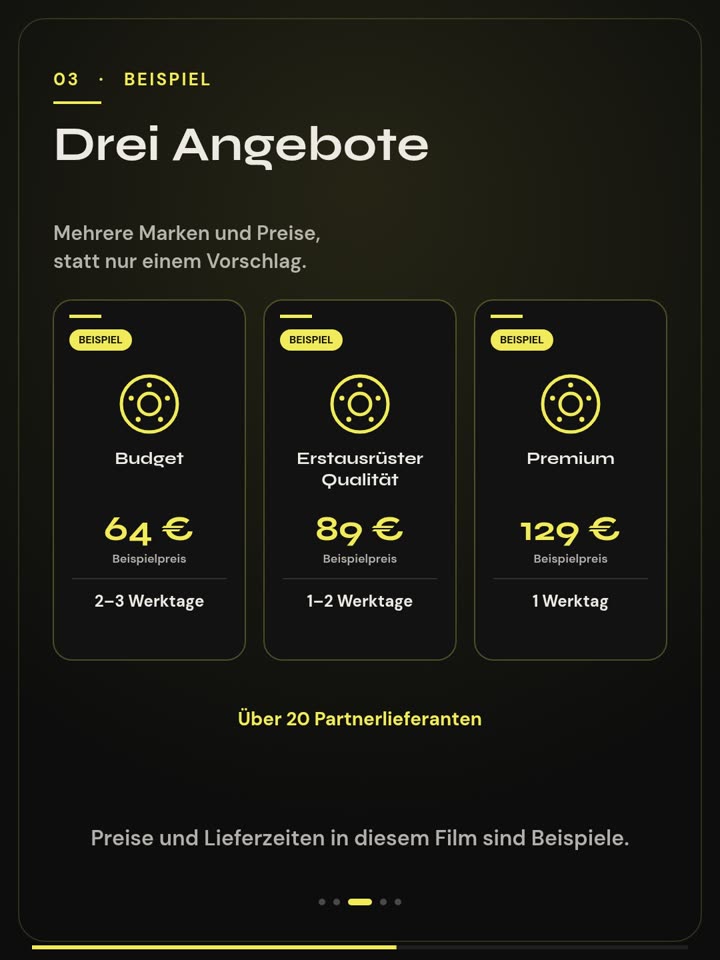 03 · BEISPIEL
Drei Angebote
Mehrere Marken und Preise,
statt nur einem Vorschlag.
BEISPIEL
Budget
64 €
Beispielpreis
2–3 Werktage
BEISPIEL
Erstausrüster
Qualität
89 €
Beispielpreis
1–2 Werktage
BEISPIEL
Premium
129 €
Beispielpreis
1 Werktag
Über 20 Partnerlieferanten
Preise und Lieferzeiten in diesem Film sind Beispiele.